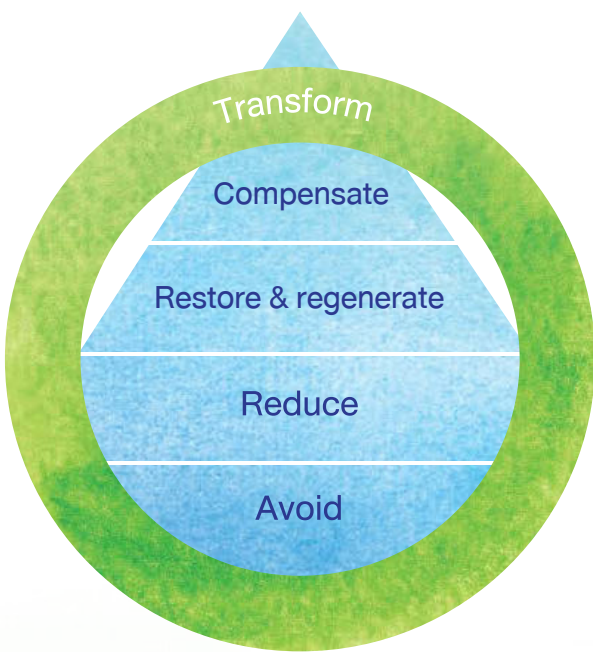 Transform
Compensate
Restore & regenerate
Reduce
Avoid